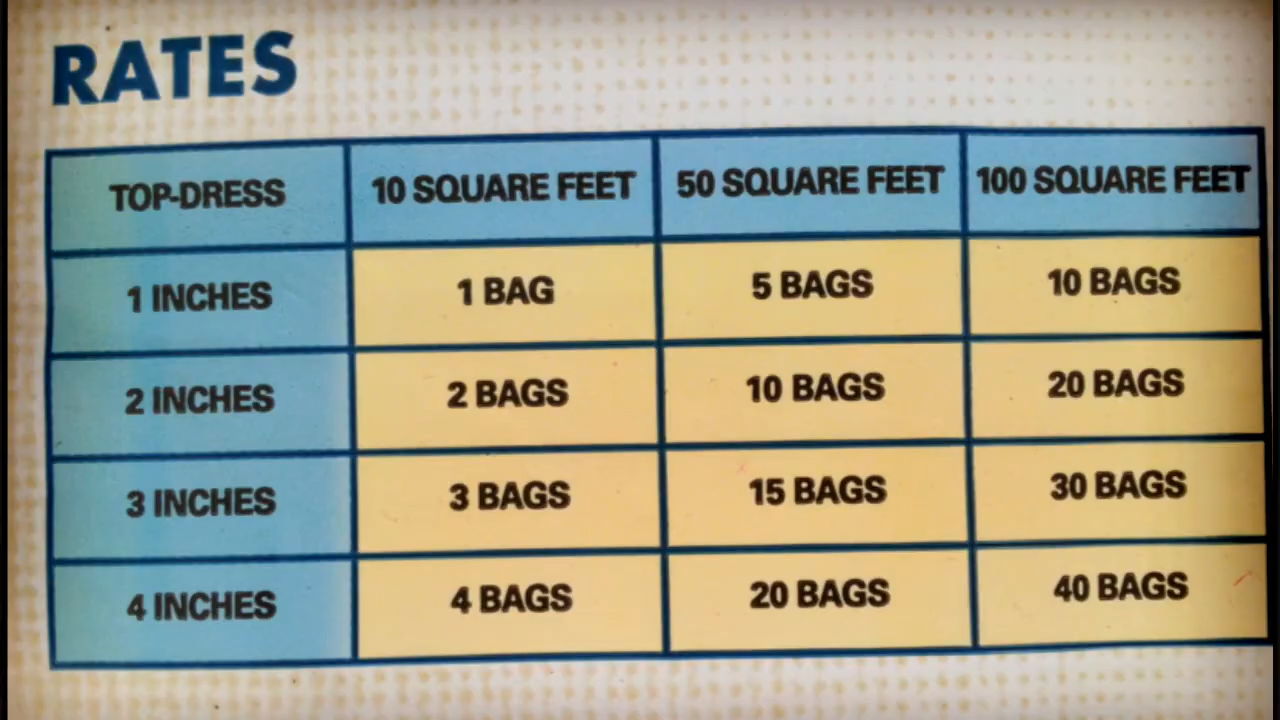 RATES
TOP-DRESS 10 SQUARE FEET 50 SQUARE FEET 100 SQUARE FEET
1 INCHES 1 BAG 5 BAGS 10 BAGS
2 INCHES 2 BAGS 10 BAGS 20 BAGS
3 INCHES 3 BAGS 15 BAGS 30 BAGS
4 INCHES 4 BAGS 20 BAGS 40 BAGS